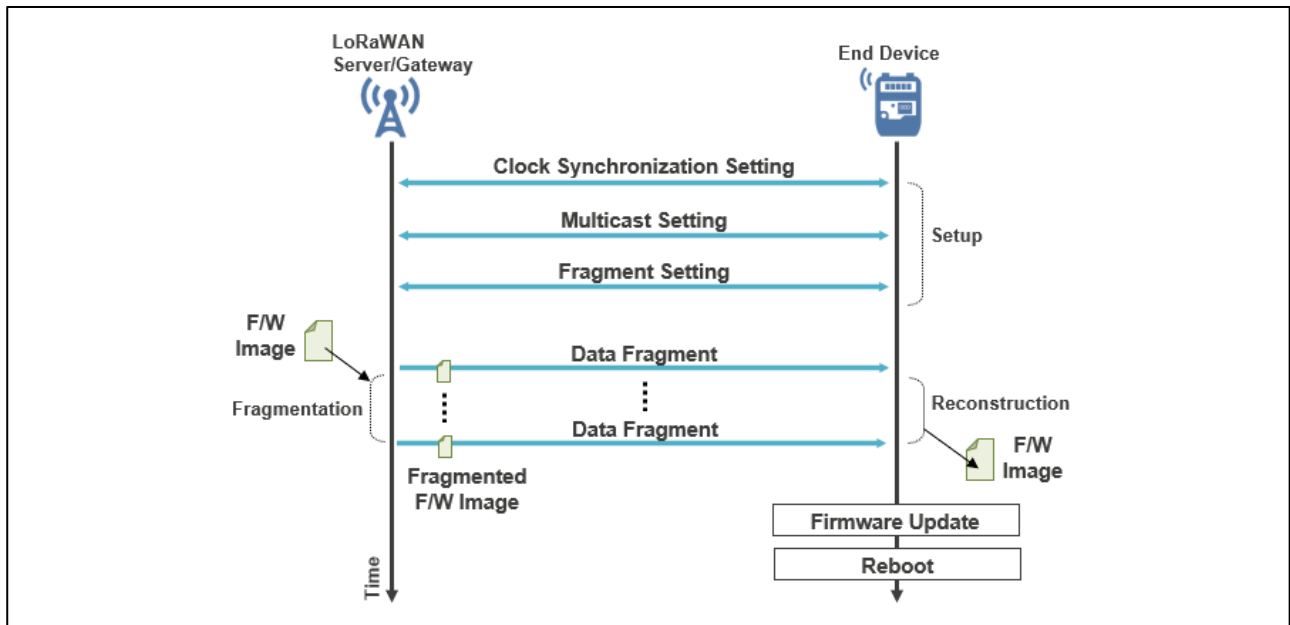 LoRaWAN
Server/Gateway
End Device
Clock Synchronization Setting
Multicast Setting
Setup
Fragment Setting
F/W
Image
Data Fragment
Fragmentation
Reconstruction
Data Fragment
F/W
Image
Fragmented
F/W Image
Firmware Update
Reboot
Time